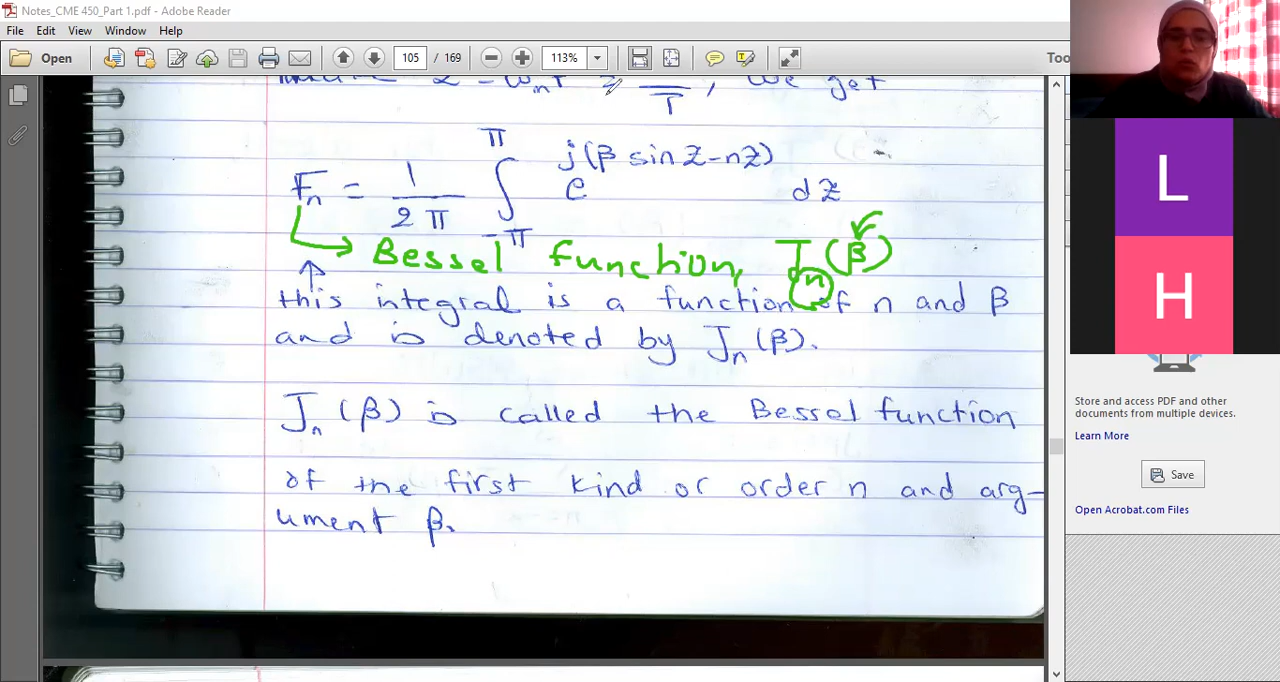 Notes_CME 450_Part 1.pdf - Adobe Reader
File Edit View Window Help
Open 105 / 169 113% Too
we get
Fn = 1/2π ∫_{-π}^{π} e^{j(β sin z - nz)} dz
Bessel function, Jn(β)
this integral is a function of n and β
and is denoted by Jn(β).
Jn(β) is called the Bessel function
of the first kind or order n and arg-
ument β.
L
H
Store and access PDF and other
documents from multiple devices.
Learn More
Save
Open Acrobat.com Files